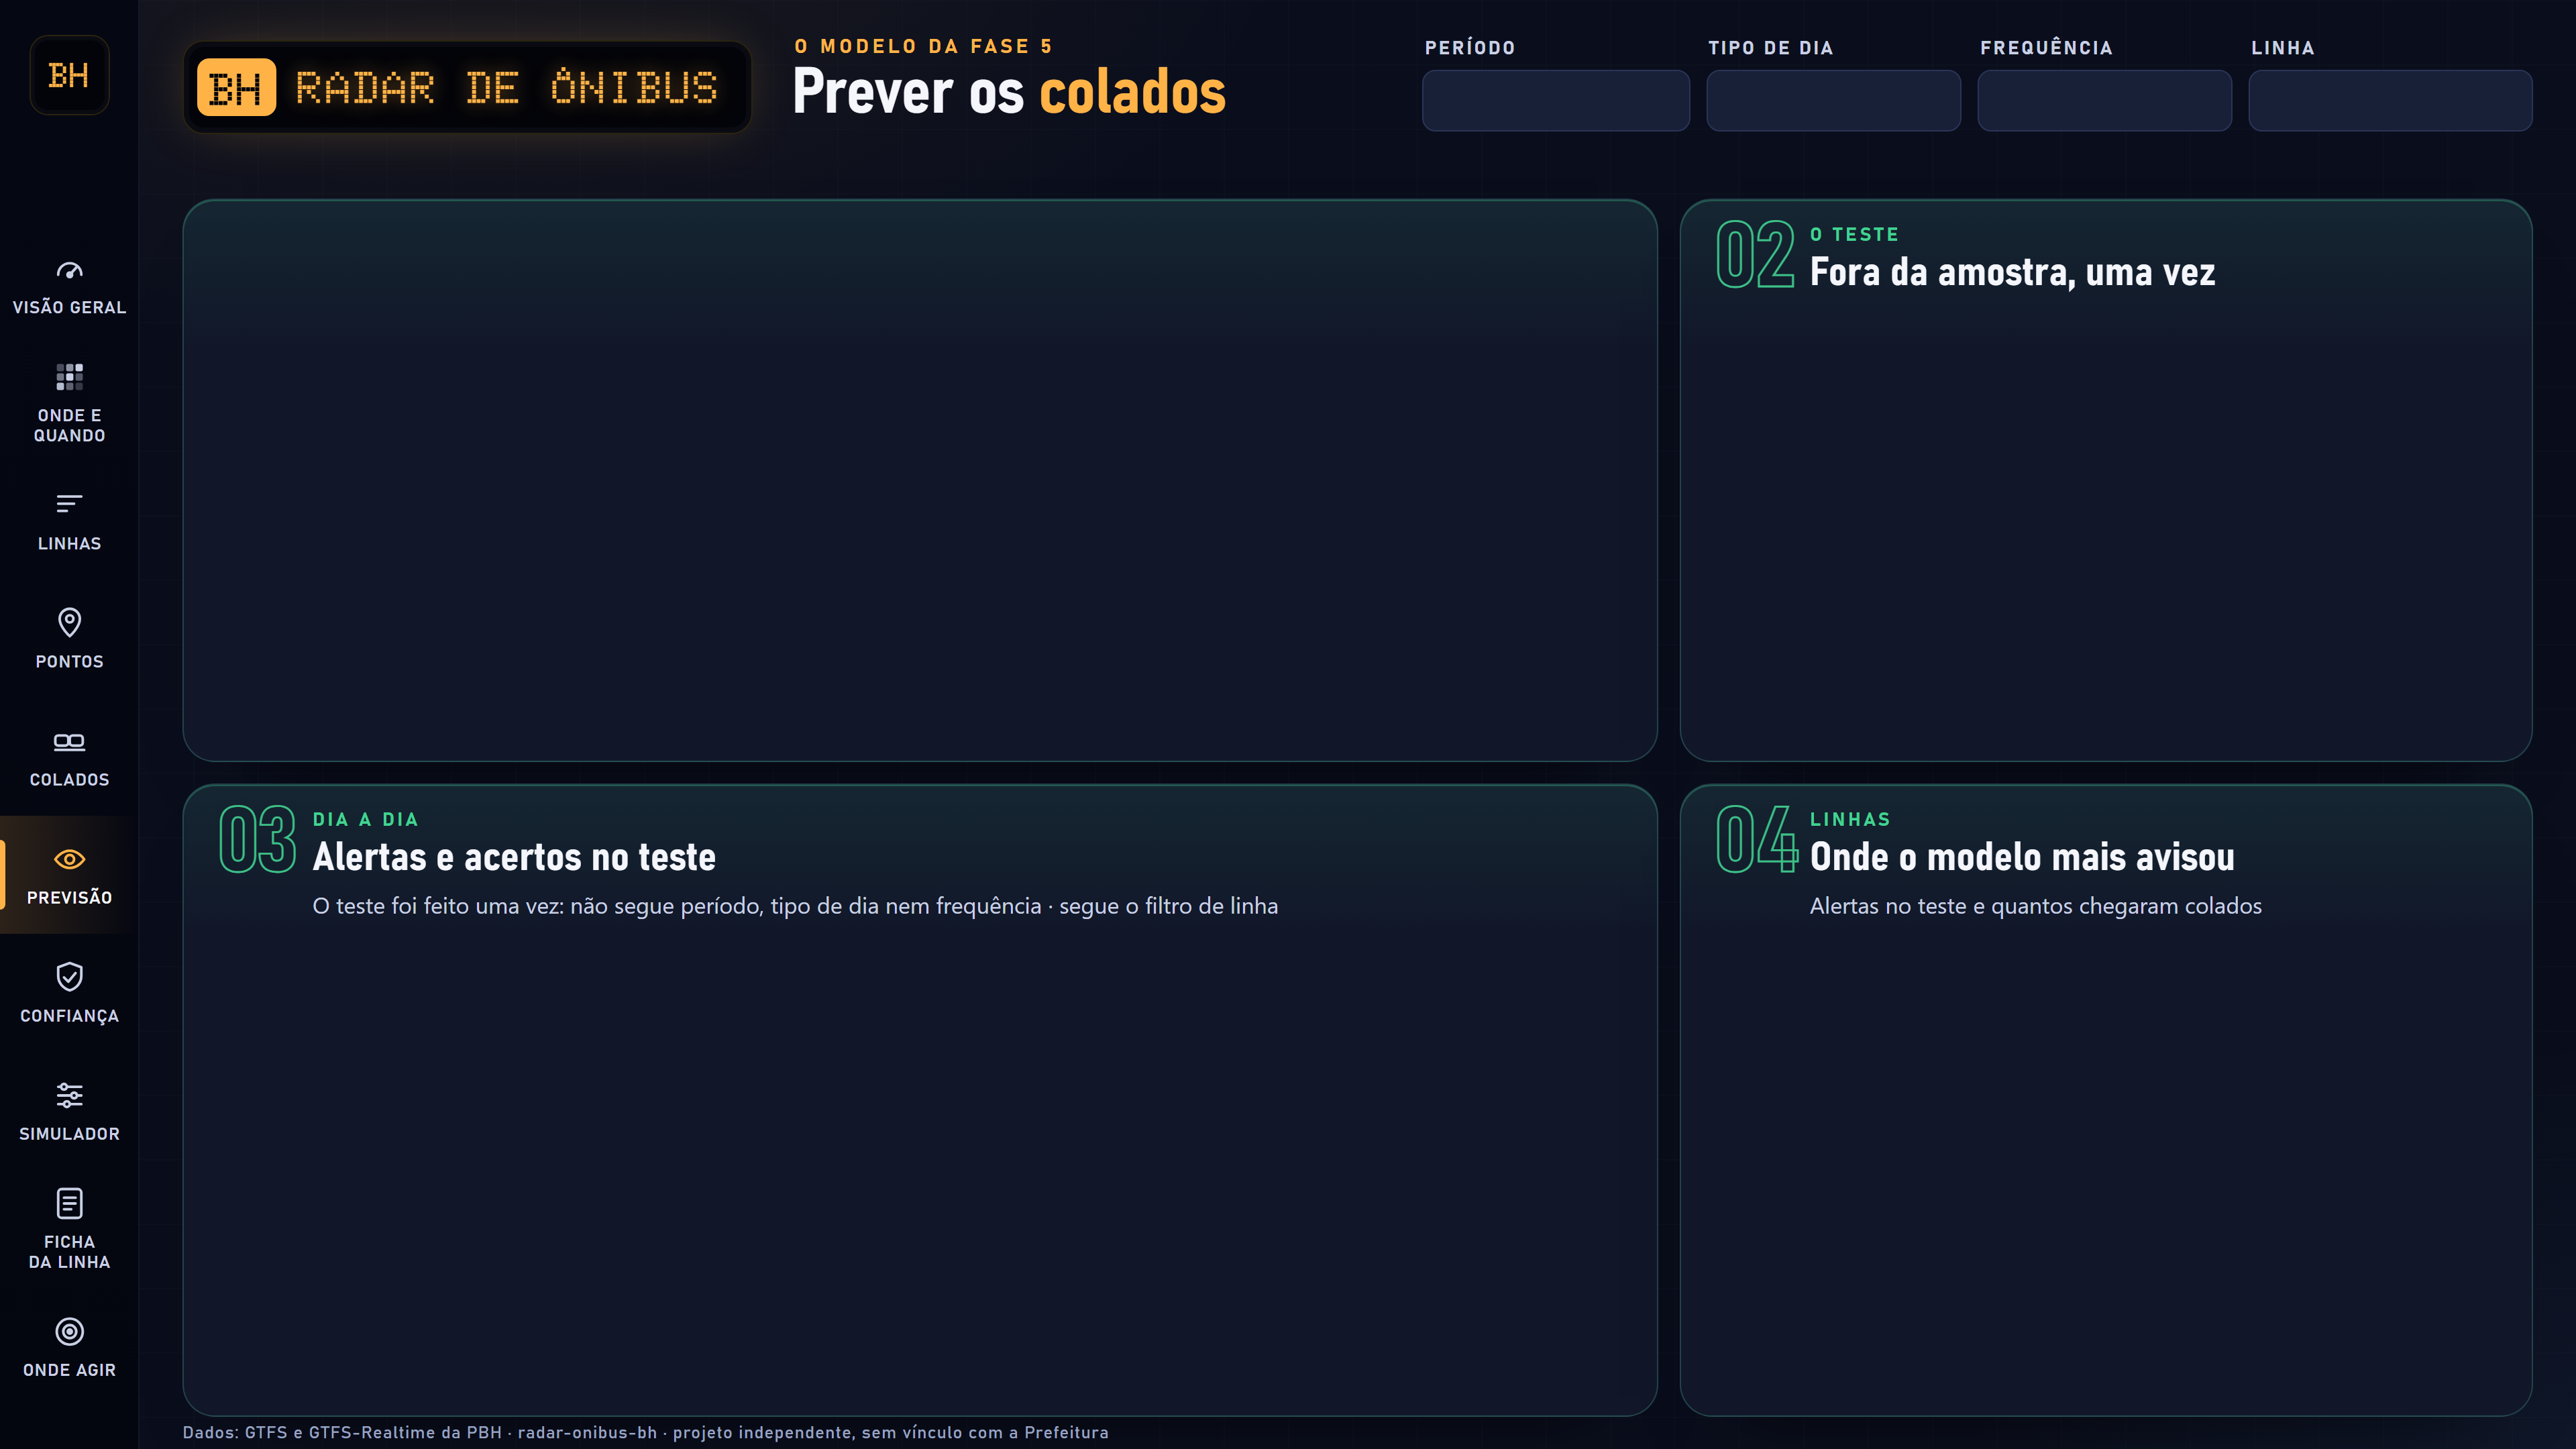 BH
BH RADAR DE ÔNIBUS
O MODELO DA FASE 5
Prever os colados
PERÍODO
TIPO DE DIA
FREQUÊNCIA
LINHA
VISÃO GERAL
ONDE E
QUANDO
LINHAS
PONTOS
COLADOS
PREVISÃO
CONFIANÇA
SIMULADOR
FICHA
DA LINHA
ONDE AGIR
02
O TESTE
Fora da amostra, uma vez
03
DIA A DIA
Alertas e acertos no teste
O teste foi feito uma vez: não segue período, tipo de dia nem frequência · segue o filtro de linha
04
LINHAS
Onde o modelo mais avisou
Alertas no teste e quantos chegaram colados
Dados: GTFS e GTFS-Realtime da PBH · radar-onibus-bh · projeto independente, sem vínculo com a Prefeitura